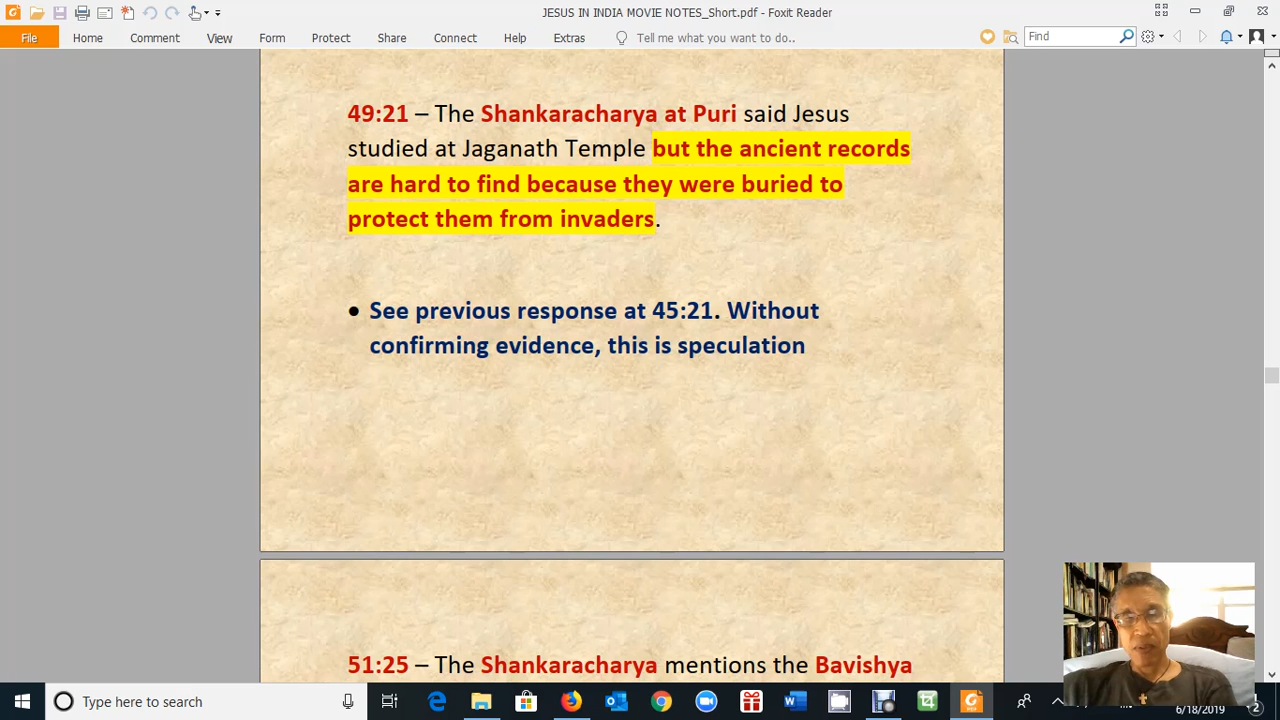 JESUS IN INDIA MOVIE NOTES_Short.pdf - Foxit Reader
File Home Comment View Form Protect Share Connect Help Extras Tell me what you want to do.. Find
49:21 – The Shankaracharya at Puri said Jesus
studied at Jaganath Temple but the ancient records
are hard to find because they were buried to
protect them from invaders.
• See previous response at 45:21. Without
confirming evidence, this is speculation
51:25 – The Shankaracharya mentions the Bavishya
Type here to search
6/18/2019